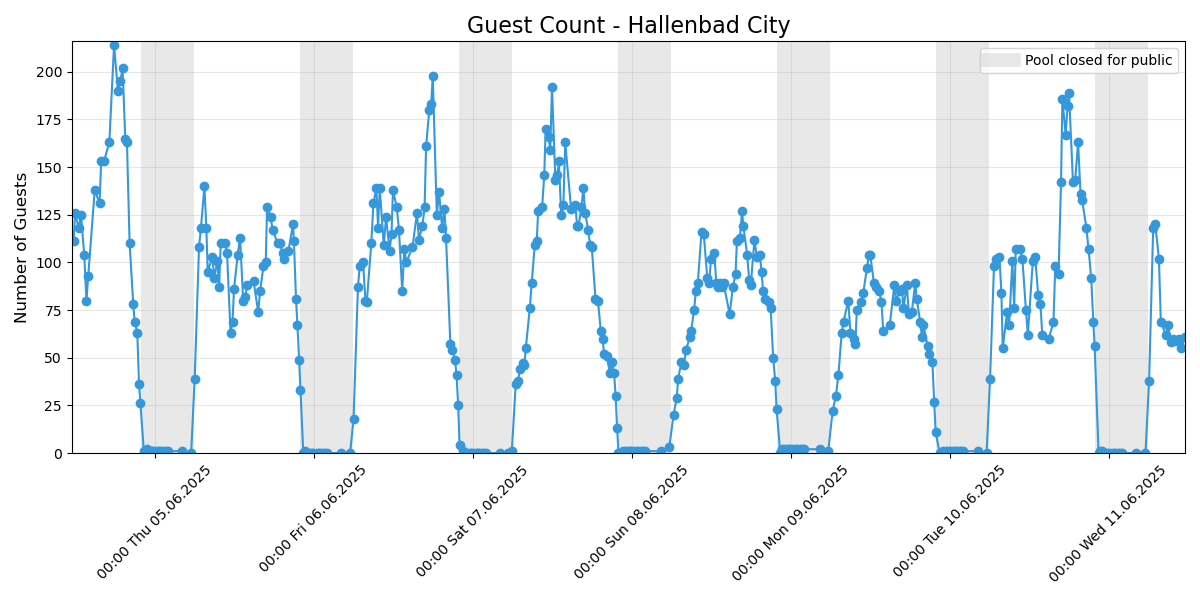 Guest Count - Hallenbad City
Pool closed for public
Number of Guests
200
175
150
125
100
75
50
25
0
00:00 Thu 05.06.2025
00:00 Fri 06.06.2025
00:00 Sat 07.06.2025
00:00 Sun 08.06.2025
00:00 Mon 09.06.2025
00:00 Tue 10.06.2025
00:00 Wed 11.06.2025